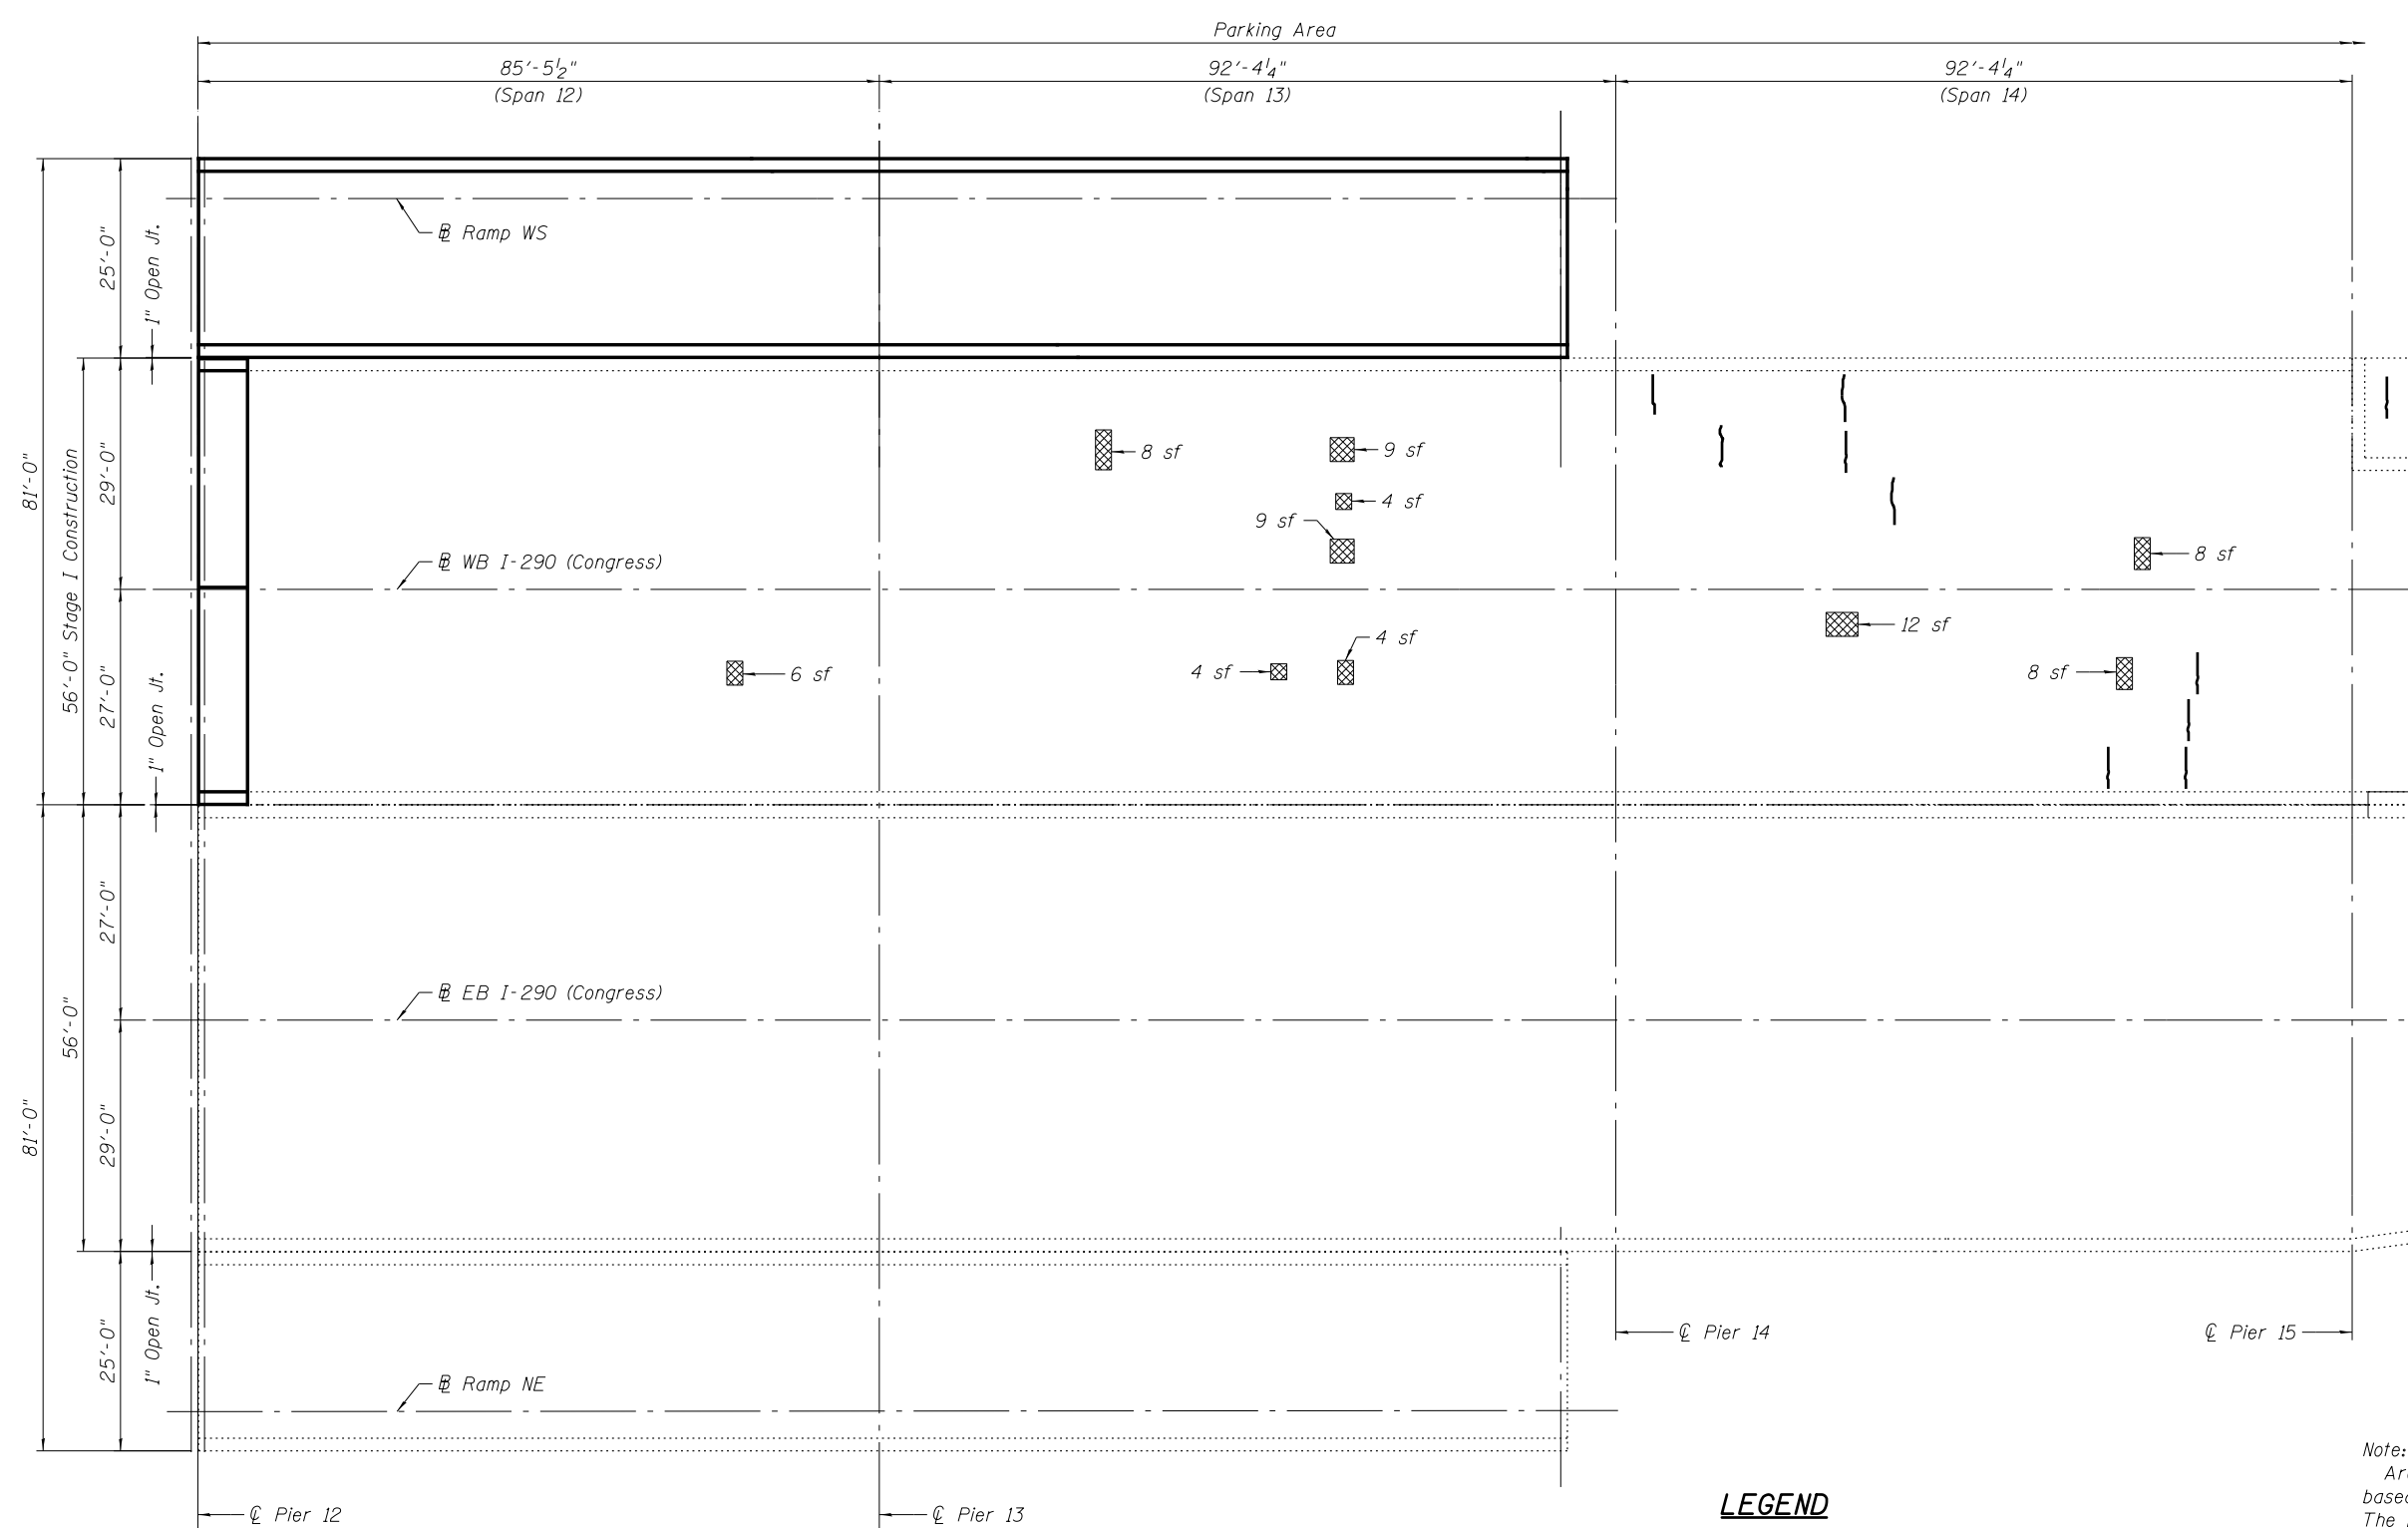 Parking Area
85'-5½"
(Span 12)
92'-4¼"
(Span 13)
92'-4¼"
(Span 14)
81'-0"
25'-0"
1" Open Jt.
℄ Ramp WS
56'-0" Stage I Construction
29'-0"
8 sf
9 sf
4 sf
9 sf
8 sf
℄ WB I-290 (Congress)
12 sf
27'-0"
1" Open Jt.
6 sf
4 sf
4 sf
8 sf
81'-0"
56'-0"
27'-0"
℄ EB I-290 (Congress)
29'-0"
25'-0"
1" Open Jt.
℄ Ramp NE
℄ Pier 14
℄ Pier 15
℄ Pier 12
℄ Pier 13
LEGEND
Note:
based
The